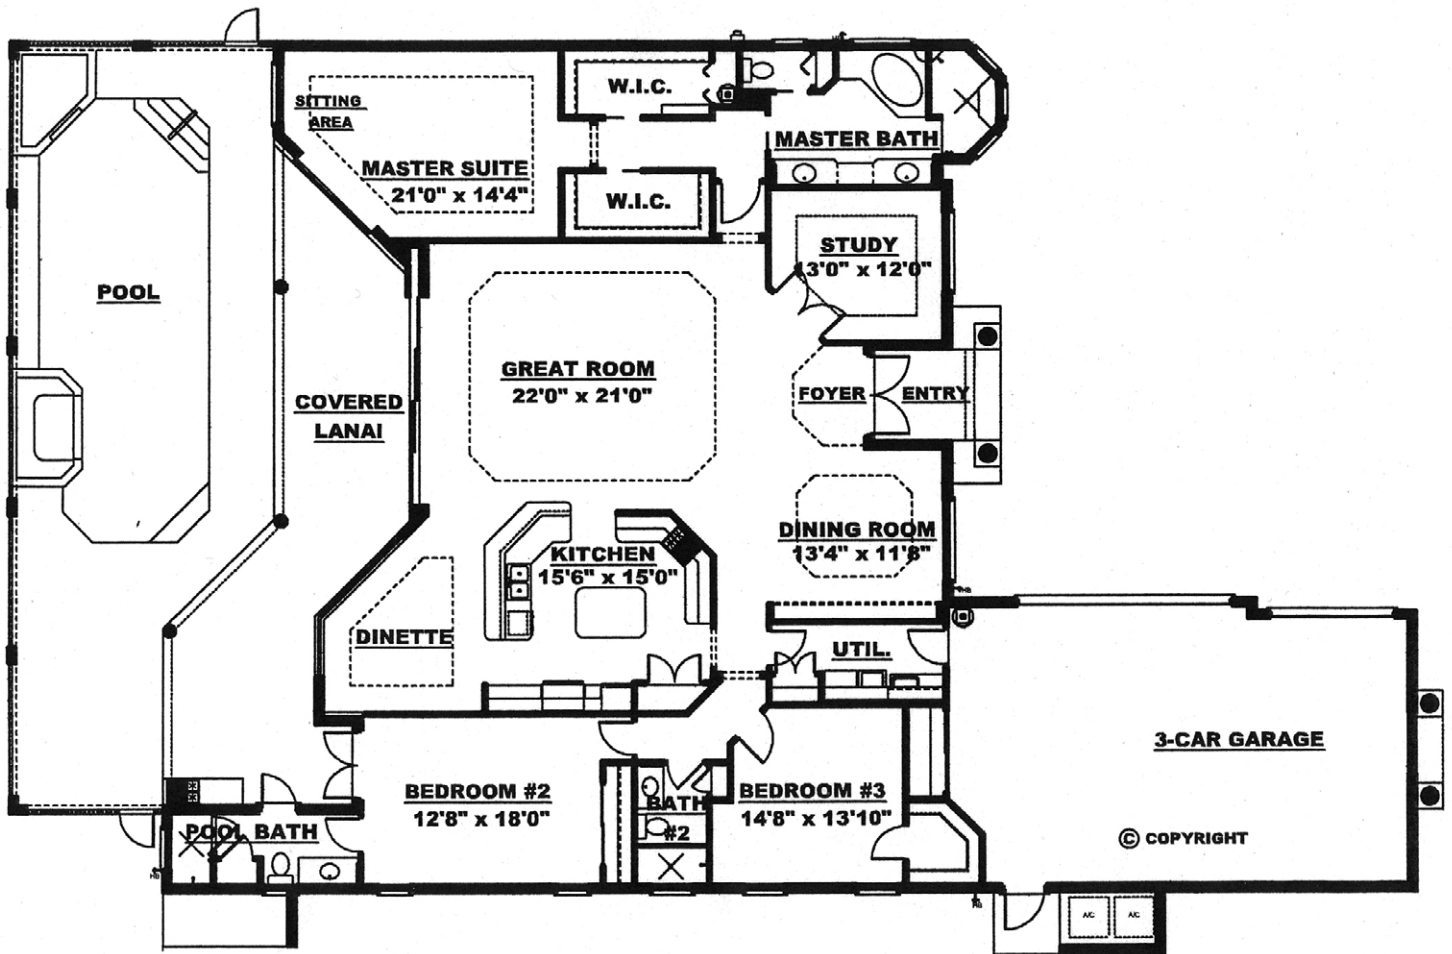 SITTING
AREA
W.I.C.
MASTER BATH
MASTER SUITE
21'0" x 14'4"
W.I.C.
STUDY
13'0" x 12'0"
POOL
GREAT ROOM
22'0" x 21'0"
FOYER
ENTRY
COVERED
LANAI
DINING ROOM
13'4" x 11'8"
KITCHEN
15'6" x 15'0"
DINETTE
UTIL.
3-CAR GARAGE
BEDROOM #2
12'8" x 18'0"
BATH
#2
BEDROOM #3
14'8" x 13'10"
POOL BATH
© COPYRIGHT
A/C
A/C